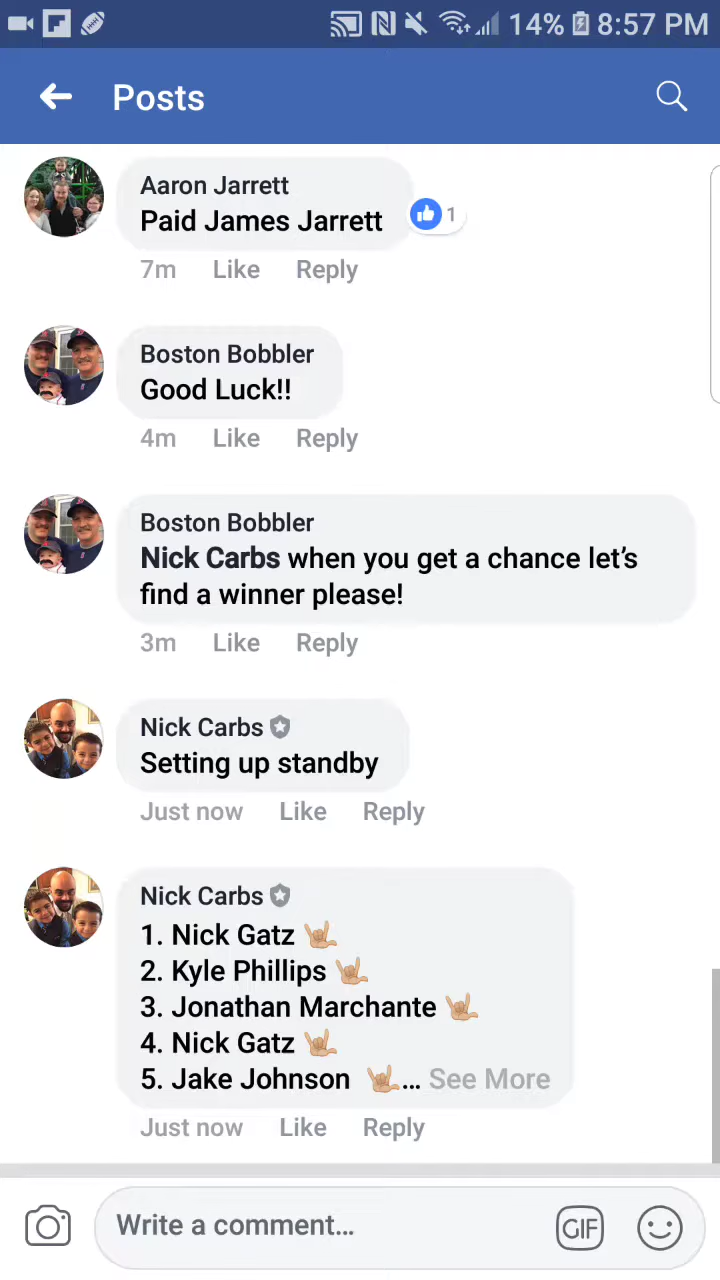 14% 8:57 PM
Posts
Aaron Jarrett
Paid James Jarrett
1
7m Like Reply
Boston Bobbler
Good Luck!!
4m Like Reply
Boston Bobbler
Nick Carbs when you get a chance let's
find a winner please!
3m Like Reply
Nick Carbs
Setting up standby
Just now Like Reply
Nick Carbs
1. Nick Gatz 🤟🏼
2. Kyle Phillips 🤟🏼
3. Jonathan Marchante 🤟🏼
4. Nick Gatz 🤟🏼
5. Jake Johnson 🤟🏼... See More
Just now Like Reply
Write a comment...
GIF